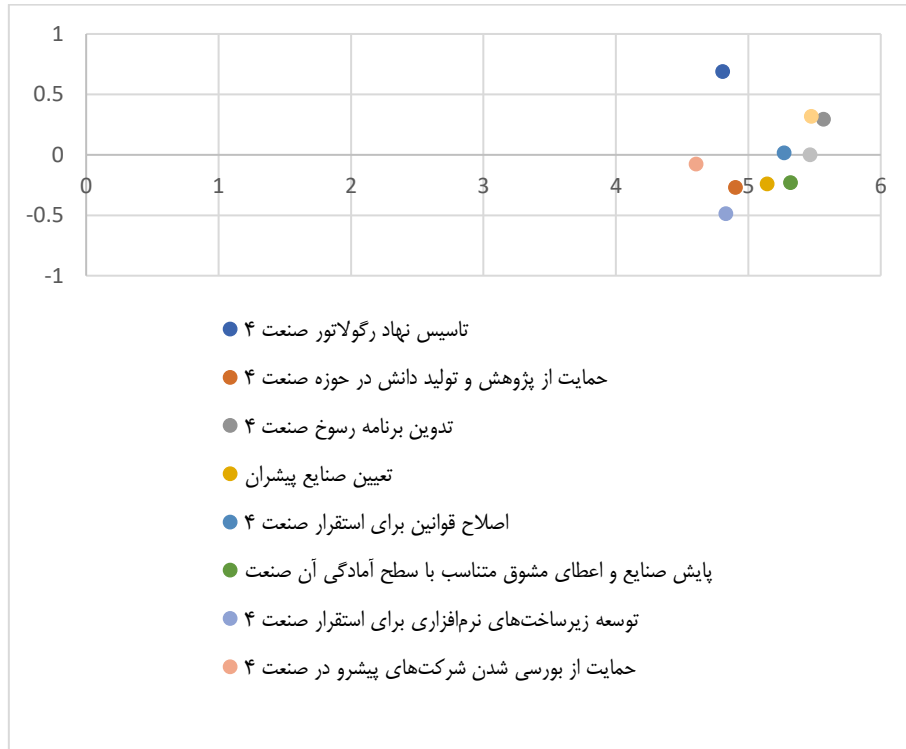 1
0.5
0
-0.5
-1
0 1 2 3 4 5 6
تاسیس نهاد رگولاتور صنعت ۴
حمایت از پژوهش و تولید دانش در حوزه صنعت ۴
تدوین برنامه رسوخ صنعت ۴
تعیین صنایع پیشران
اصلاح قوانین برای استقرار صنعت ۴
پایش صنایع و اعطای مشوق متناسب با سطح آمادگی آن صنعت
توسعه زیرساخت‌های نرم‌افزاری برای استقرار صنعت ۴
حمایت از بورسی شدن شرکت‌های پیشرو در صنعت ۴